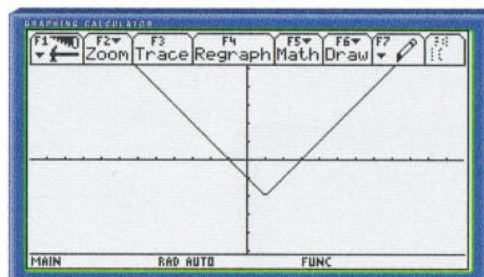 GRAPHING CALCULATOR
F1 F2 F3 F4 F5 F6 F7
Zoom Trace Regraph Math Draw
MAIN RAD AUTO FUNC